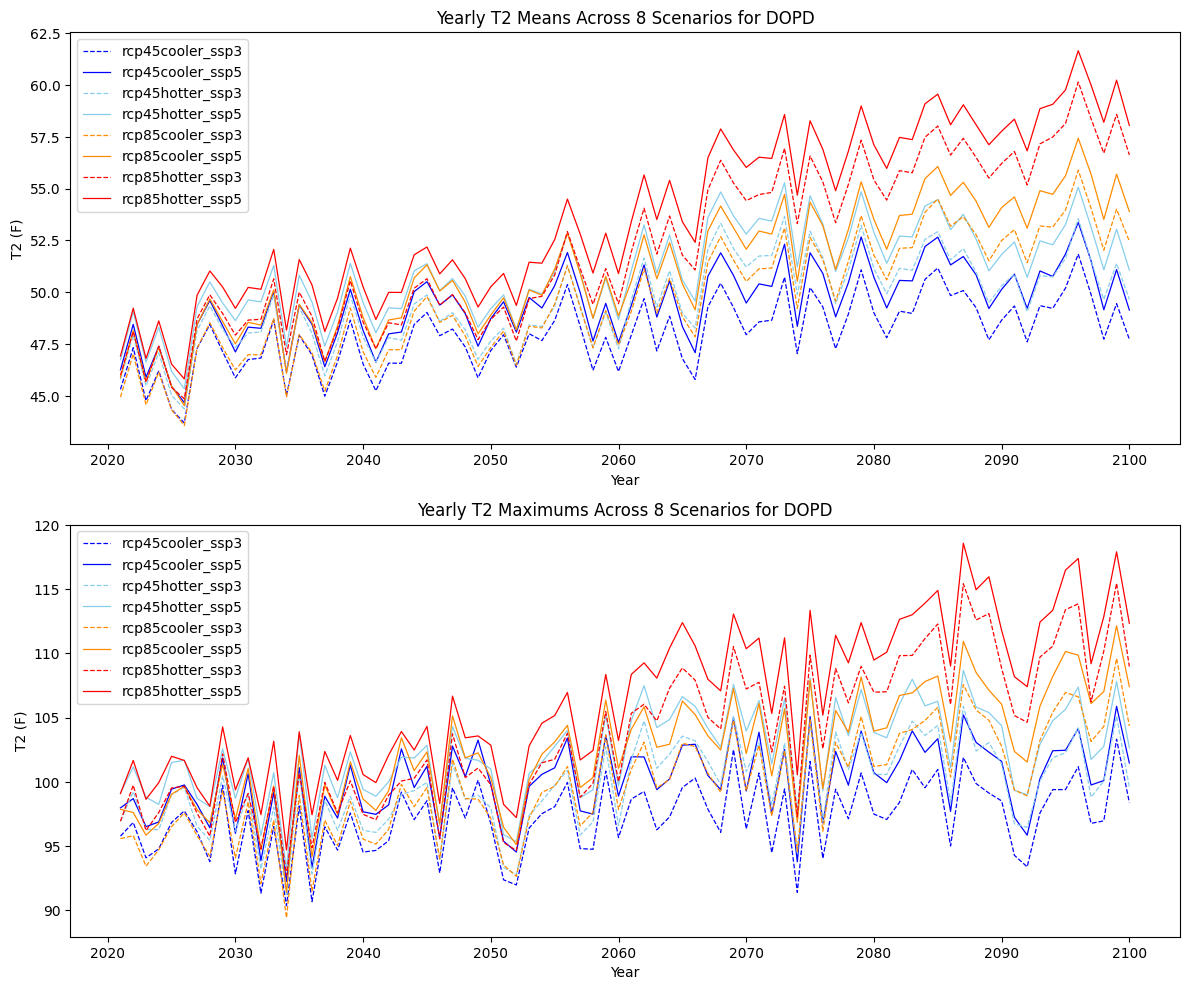 Yearly T2 Means Across 8 Scenarios for DOPD
62.5
60.0
57.5
55.0
52.5
50.0
47.5
45.0
T2 (F)
rcp45cooler_ssp3
rcp45cooler_ssp5
rcp45hotter_ssp3
rcp45hotter_ssp5
rcp85cooler_ssp3
rcp85cooler_ssp5
rcp85hotter_ssp3
rcp85hotter_ssp5
2020 2030 2040 2050 2060 2070 2080 2090 2100
Year
Yearly T2 Maximums Across 8 Scenarios for DOPD
120
115
110
105
100
95
90
T2 (F)
rcp45cooler_ssp3
rcp45cooler_ssp5
rcp45hotter_ssp3
rcp45hotter_ssp5
rcp85cooler_ssp3
rcp85cooler_ssp5
rcp85hotter_ssp3
rcp85hotter_ssp5
2020 2030 2040 2050 2060 2070 2080 2090 2100
Year